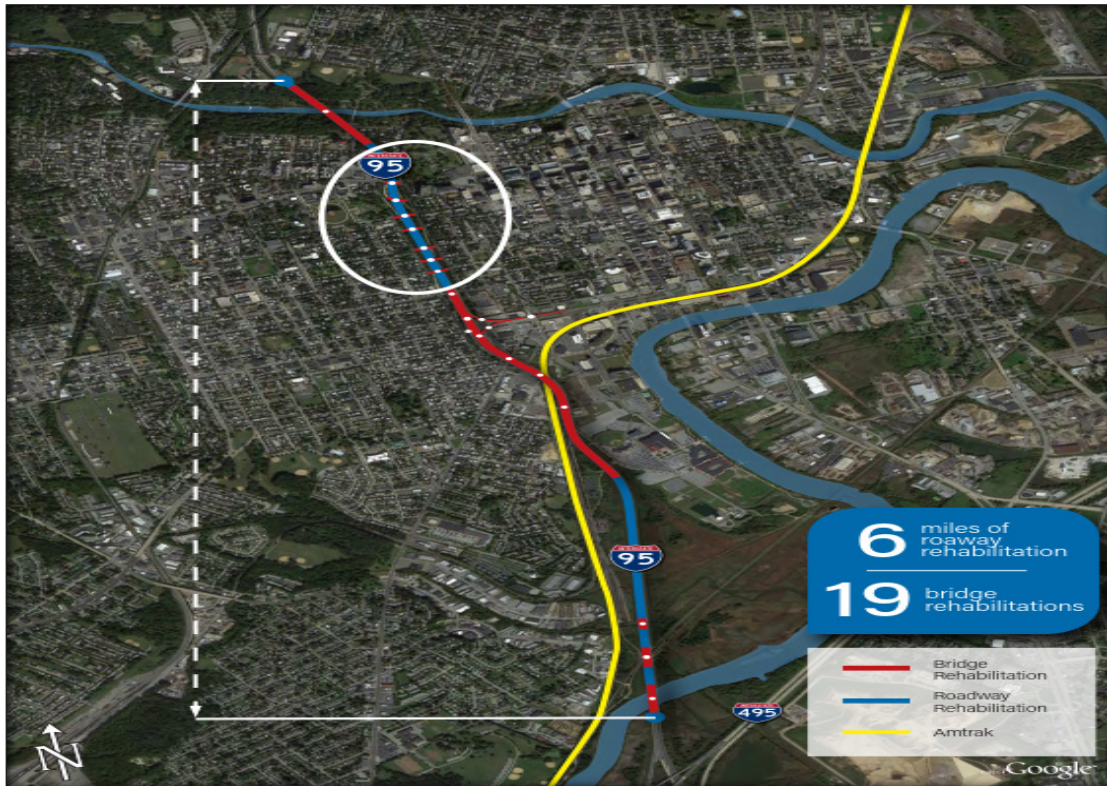 95
95
6 miles of
roaway
rehabilitation
19 bridge
rehabilitations
Bridge
Rehabilitation
Roadway
Rehabilitation
495
Amtrak
N
Google